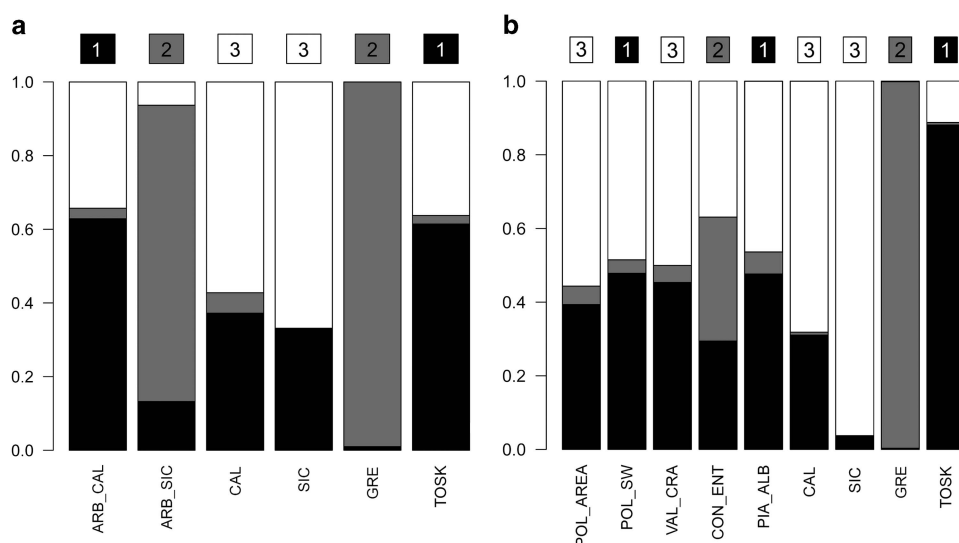 a
1 2 3 3 2 1
1.0
0.8
0.6
0.4
0.2
0.0
ARB_CAL
ARB_SIC
CAL
SIC
GRE
TOSK
b
3 1 3 2 1 3 3 2 1
1.0
0.8
0.6
0.4
0.2
0.0
POL_AREA
POL_SW
VAL_CRA
CON_ENT
PIA_ALB
CAL
SIC
GRE
TOSK